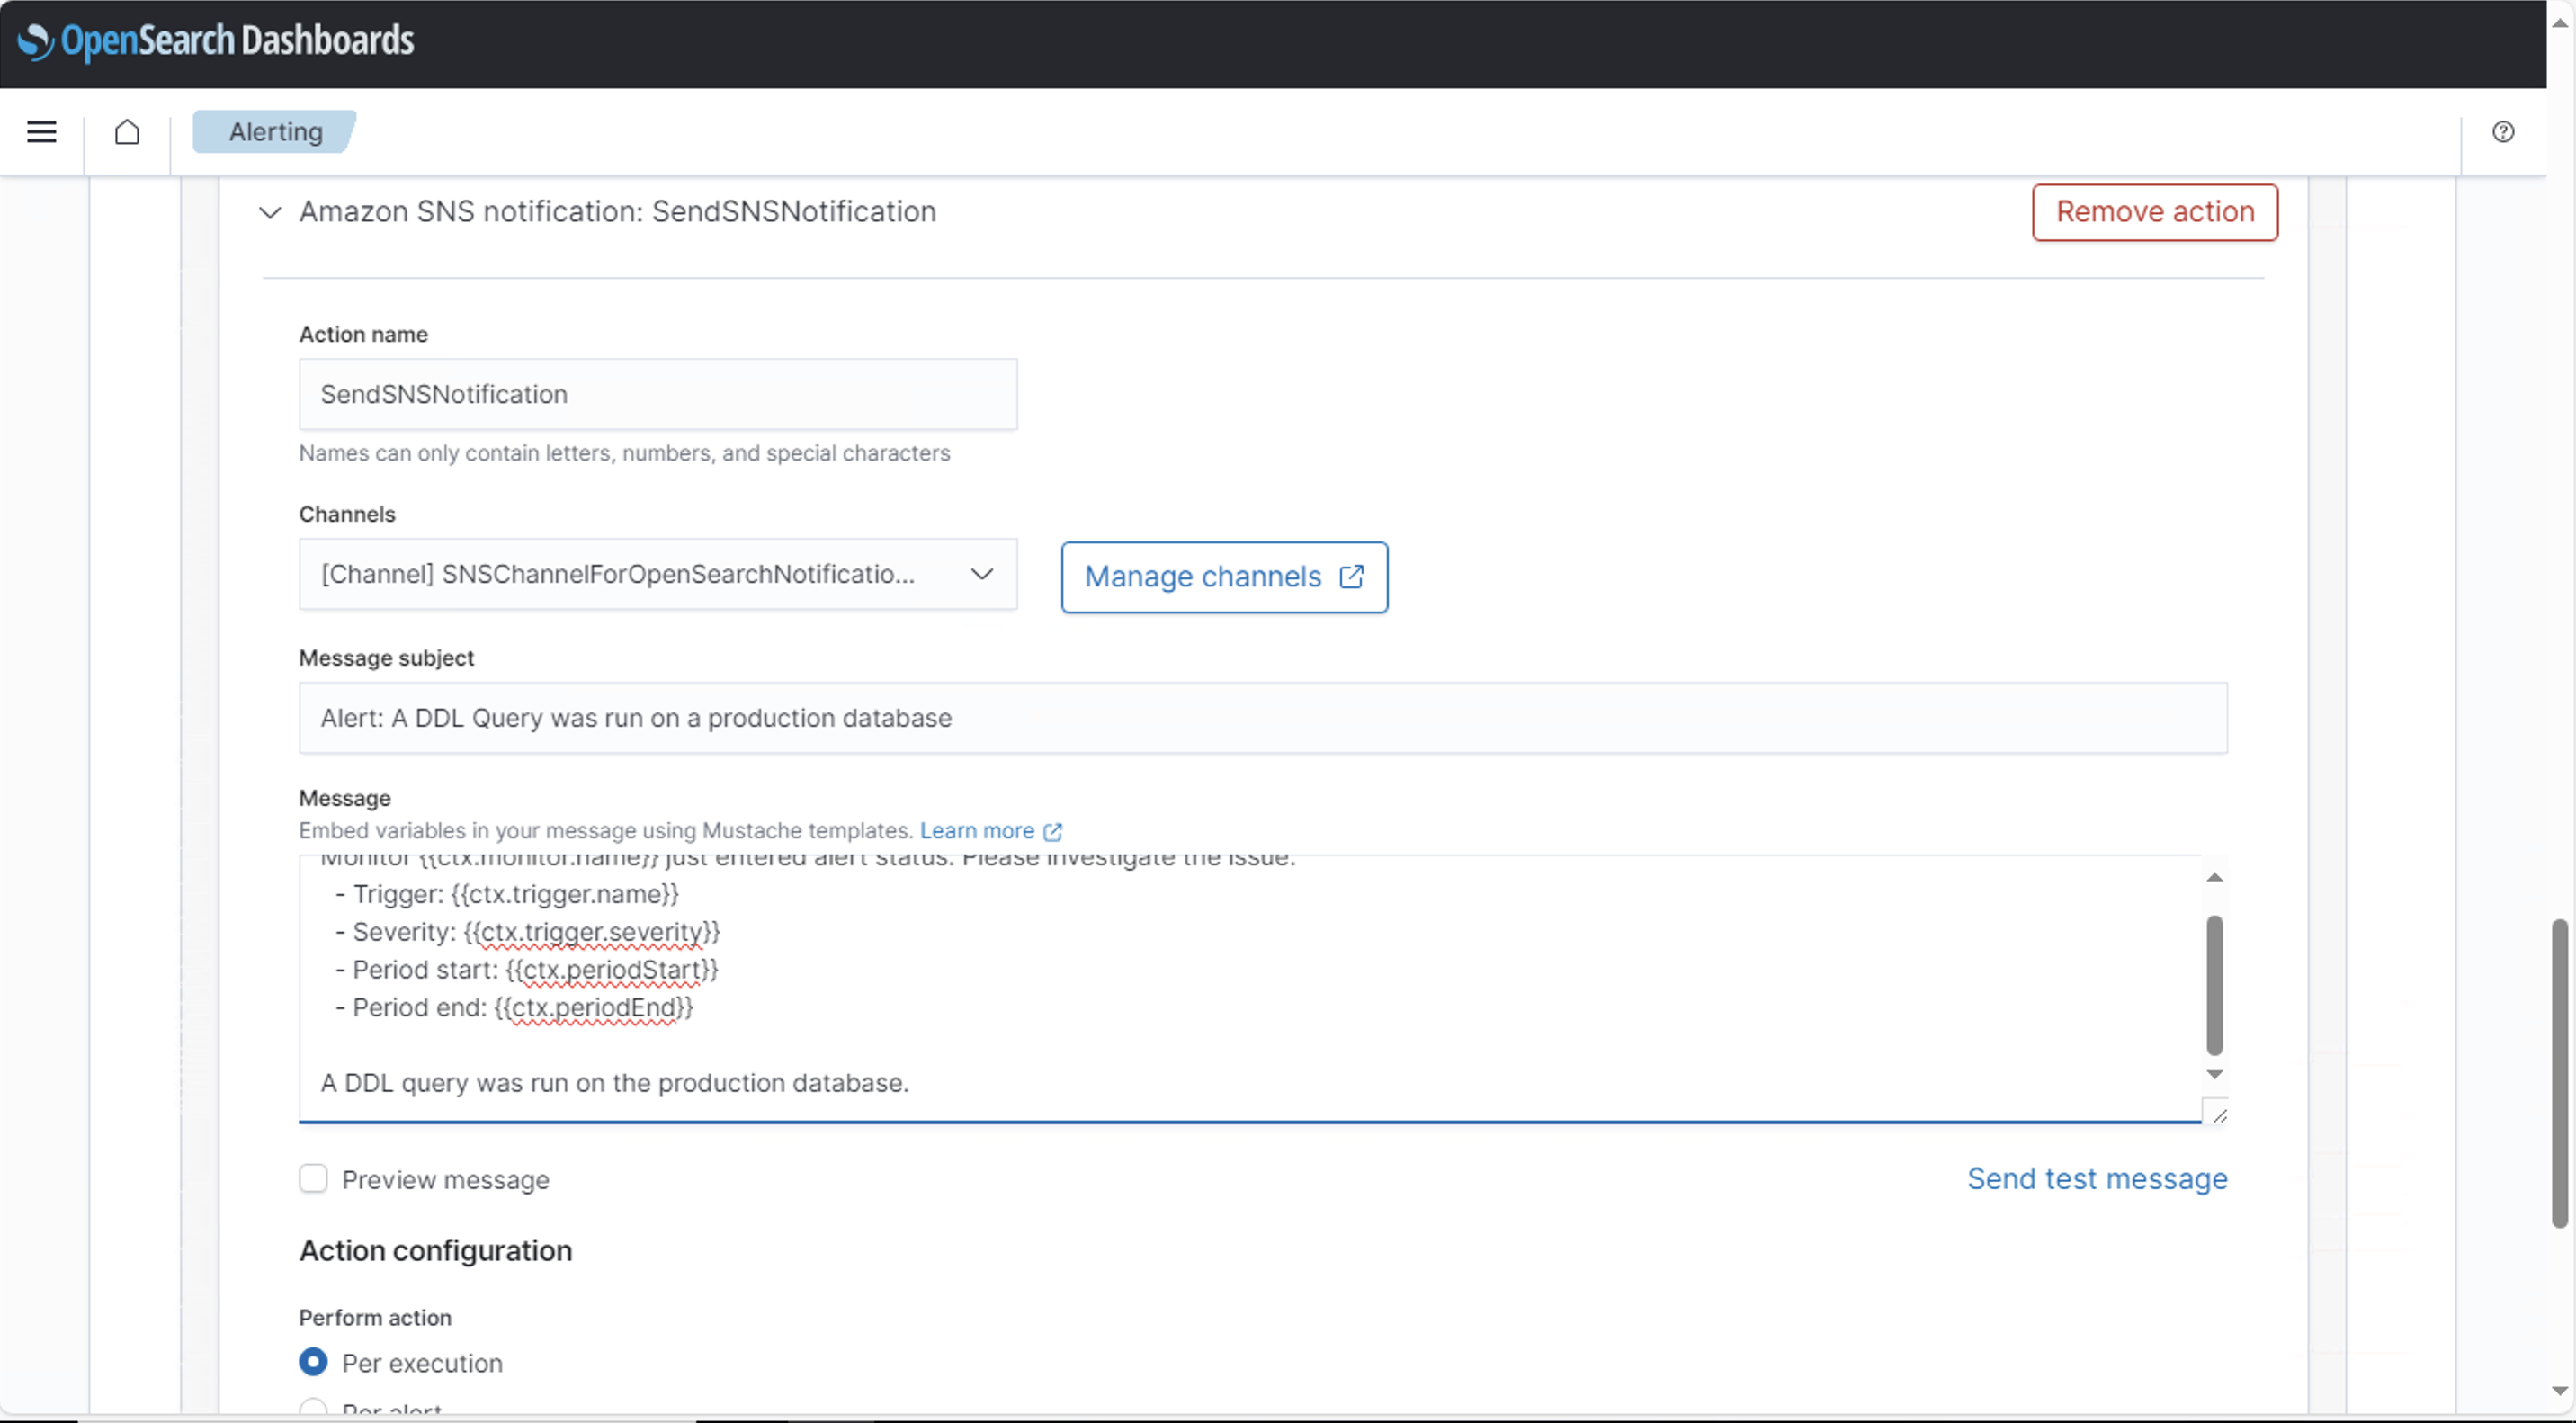 OpenSearch Dashboards
Alerting
Amazon SNS notification: SendSNSNotification
Remove action
Action name
SendSNSNotification
Names can only contain letters, numbers, and special characters
Channels
[Channel] SNSChannelForOpenSearchNotificatio...
Manage channels
Message subject
Alert: A DDL Query was run on a production database
Message
Embed variables in your message using Mustache templates. Learn more
Monitor {{ctx.monitor.name}} just entered alert status. Please investigate the issue.
- Trigger: {{ctx.trigger.name}}
- Severity: {{ctx.trigger.severity}}
- Period start: {{ctx.periodStart}}
- Period end: {{ctx.periodEnd}}
A DDL query was run on the production database.
Preview message
Send test message
Action configuration
Perform action
Per execution
Per alert